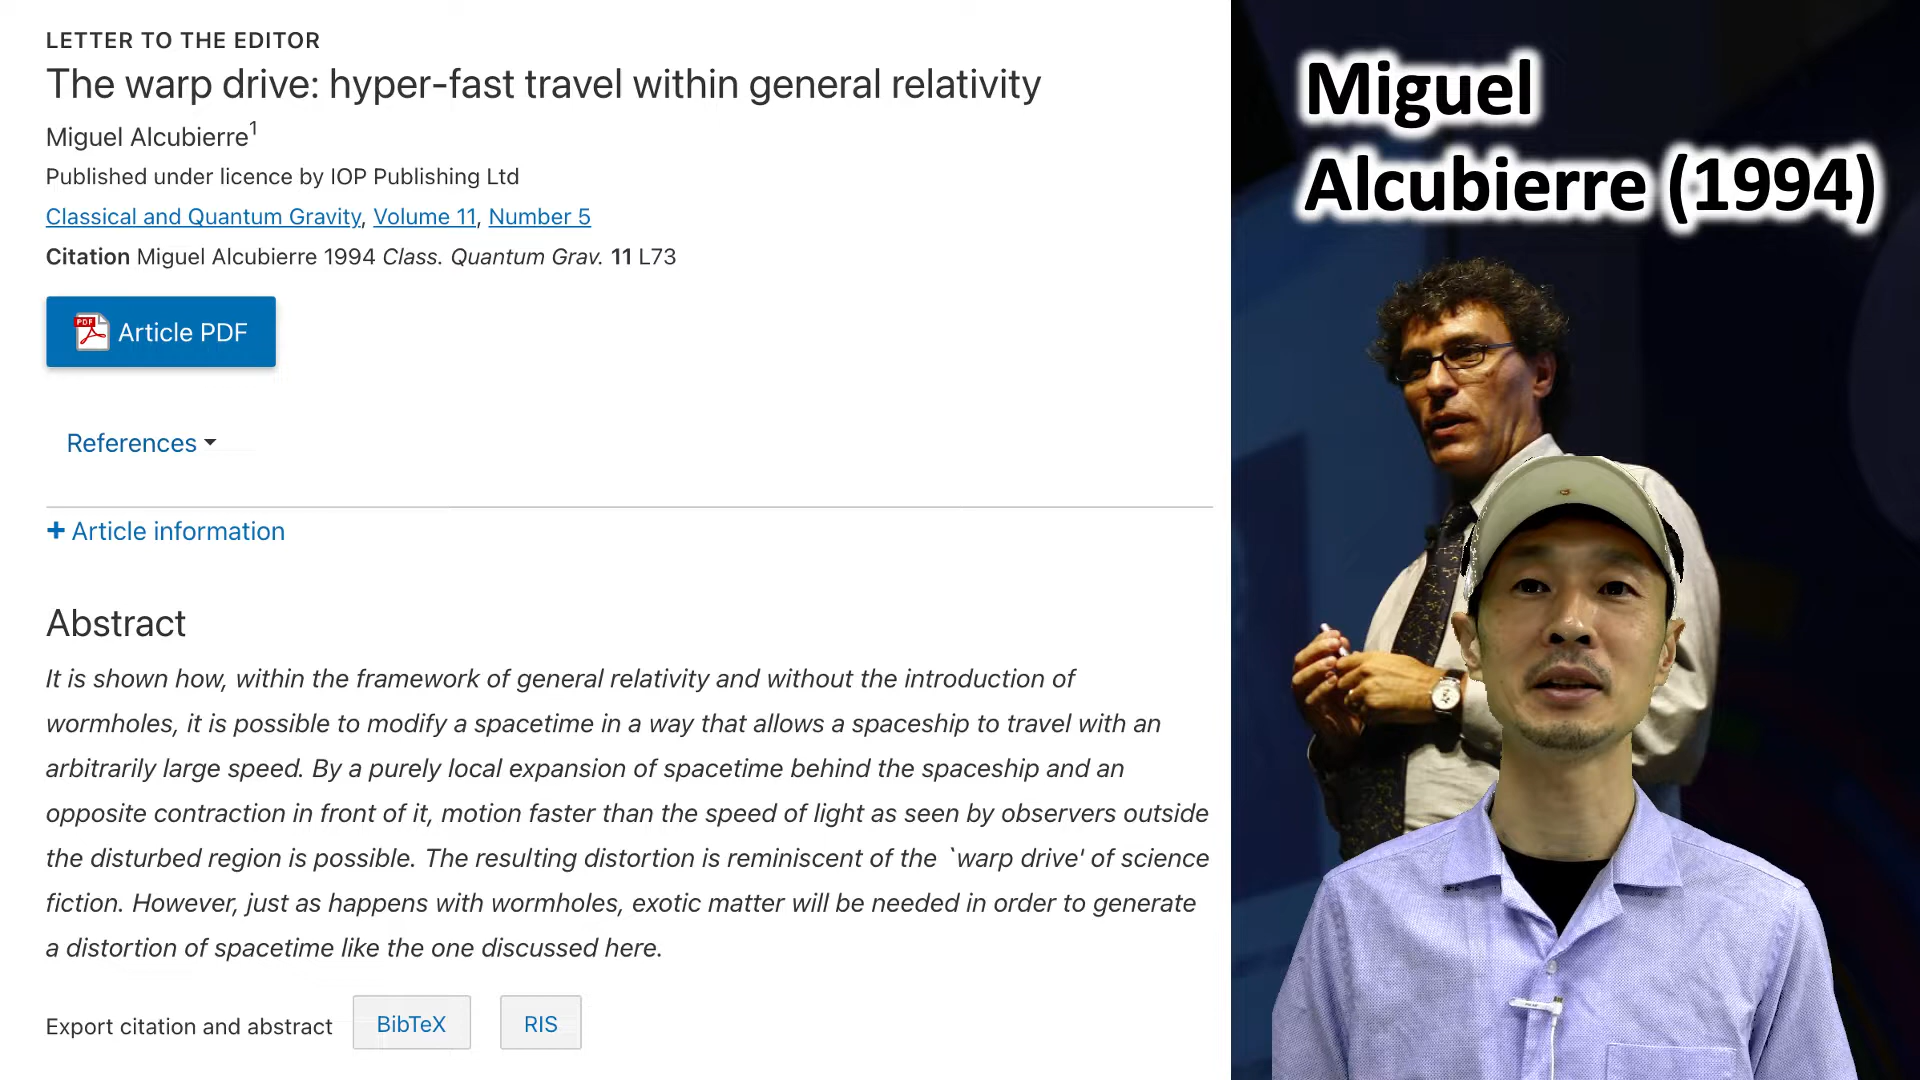 LETTER TO THE EDITOR
The warp drive: hyper-fast travel within general relativity
Miguel Alcubierre¹
Published under licence by IOP Publishing Ltd
Classical and Quantum Gravity, Volume 11, Number 5
Citation Miguel Alcubierre 1994 Class. Quantum Grav. 11 L73
PDF Article PDF
References
+ Article information
Abstract
It is shown how, within the framework of general relativity and without the introduction of
wormholes, it is possible to modify a spacetime in a way that allows a spaceship to travel with an
arbitrarily large speed. By a purely local expansion of spacetime behind the spaceship and an
opposite contraction in front of it, motion faster than the speed of light as seen by observers outside
the disturbed region is possible. The resulting distortion is reminiscent of the `warp drive' of science
fiction. However, just as happens with wormholes, exotic matter will be needed in order to generate
a distortion of spacetime like the one discussed here.
Export citation and abstract BibTeX RIS
Miguel
Alcubierre (1994)